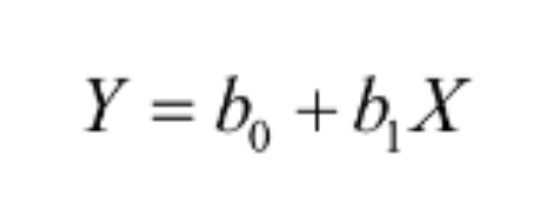 Y = b₀ + b₁X